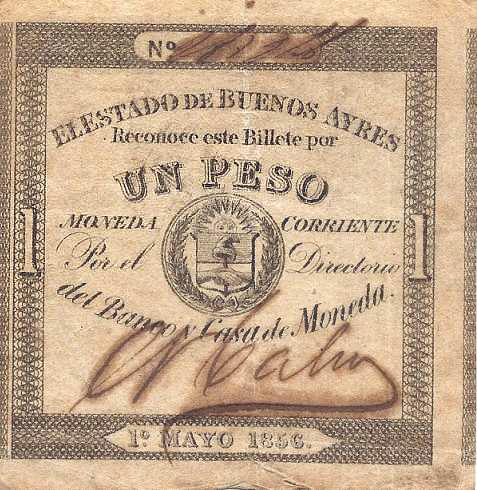 Nº
EL ESTADO DE BUENOS AYRES
Reconoce este Billete por
UN PESO
1 MONEDA CORRIENTE 1
Por el Directorio
del Banco y Casa de Moneda.
1º MAYO 1856.